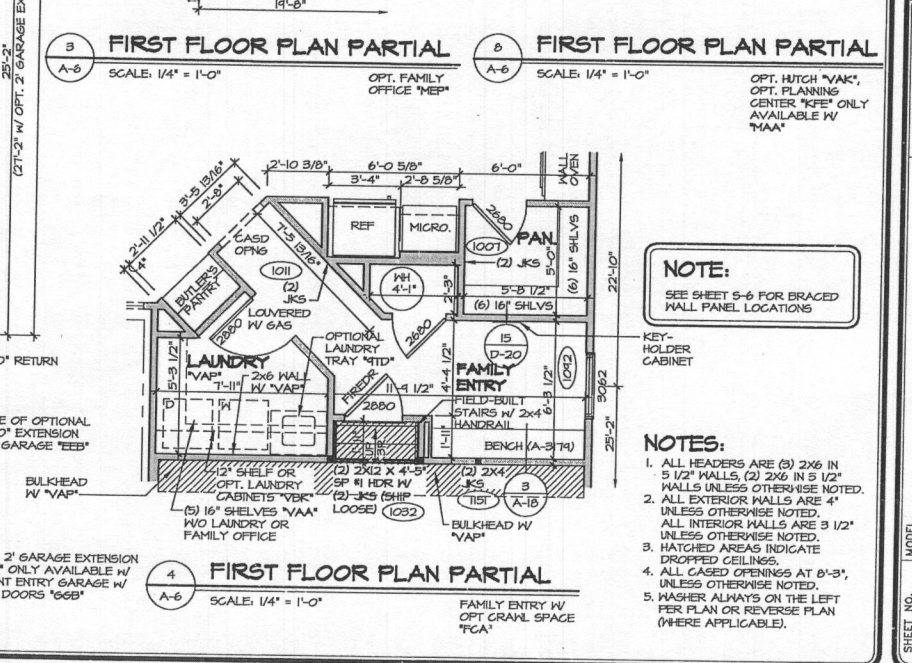 19'-8"
25'-2"
(27'-2" W/ OPT. 2' GARAGE EX
3
A-6
FIRST FLOOR PLAN PARTIAL
SCALE: 1/4" = 1'-0"
OPT. FAMILY
OFFICE "MEP"
8
A-6
FIRST FLOOR PLAN PARTIAL
SCALE: 1/4" = 1'-0"
OPT. HUTCH "VAK",
OPT. PLANNING
CENTER "KFE" ONLY
AVAILABLE W/
"MAA"
2'-10 3/8"
6'-0 5/8"
6'-0"
3'-4"
2'-8 5/8"
WALL
OVEN
3'-5 13/16"
2'-8"
2'-11 1/2"
4"
REF
MICRO.
2680
PAN.
1007
(2) JKS
5'-0"
(6) 16" SHLVS
22'-10"
CASD
OPNG
7'-5 13/16"
1011
(2)
JKS
WH
4'-1"
2'-3"
5'-8 1/2"
(6) 16" SHLVS
BUTLER'S
PANTRY
LOUVERED
W/ GAS
2880
2680
OPTIONAL
LAUNDRY
TRAY "9TD"
15
D-20
KEY-
HOLDER
CABINET
NOTE:
SEE SHEET S-6 FOR BRACED
WALL PANEL LOCATIONS
D" RETURN
5'-3 1/2"
LAUNDRY
"VAP"
2x6 WALL
W/ "VAP"
7'-11"
FIREDR
2880
11'-9 1/2"
4'-4 1/2"
FAMILY
ENTRY
6'-3 1/2"
1092
3062
25'-2"
D
W
FIELD-BUILT
STAIRS W/ 2x4
HANDRAIL
UP
3R
1'-1"
BENCH (A-3.74)
E OF OPTIONAL
D" EXTENSION
GARAGE "EEB"
BULKHEAD
W/ "VAP"
12" SHELF OR
OPT. LAUNDRY
CABINETS "VBK"
(5) 16" SHELVES "VAA"
W/O LAUNDRY OR
FAMILY OFFICE
(2) 2X12 X 4'-5"
SP #1 HDR W/
(2) JKS (SHIP
LOOSE)
1032
(2) 2X4
JKS
1151
3
A-18
BULKHEAD W/
"VAP"
NOTES:
1. ALL HEADERS ARE (3) 2X6 IN
5 1/2" WALLS, (2) 2X6 IN 3 1/2"
WALLS UNLESS OTHERWISE NOTED.
2. ALL EXTERIOR WALLS ARE 4"
UNLESS OTHERWISE NOTED.
ALL INTERIOR WALLS ARE 3 1/2"
UNLESS OTHERWISE NOTED.
3. HATCHED AREAS INDICATE
DROPPED CEILINGS.
4. ALL CASED OPENINGS AT 8'-3",
UNLESS OTHERWISE NOTED.
5. WASHER ALWAYS ON THE LEFT
PER PLAN OR REVERSE PLAN
(WHERE APPLICABLE).
2' GARAGE EXTENSION
" ONLY AVAILABLE W/
NT ENTRY GARAGE W/
DOORS "GGB"
4
A-6
FIRST FLOOR PLAN PARTIAL
SCALE: 1/4" = 1'-0"
FAMILY ENTRY W/
OPT CRAWL SPACE
"FCA"
MODEL
SHEET NO.